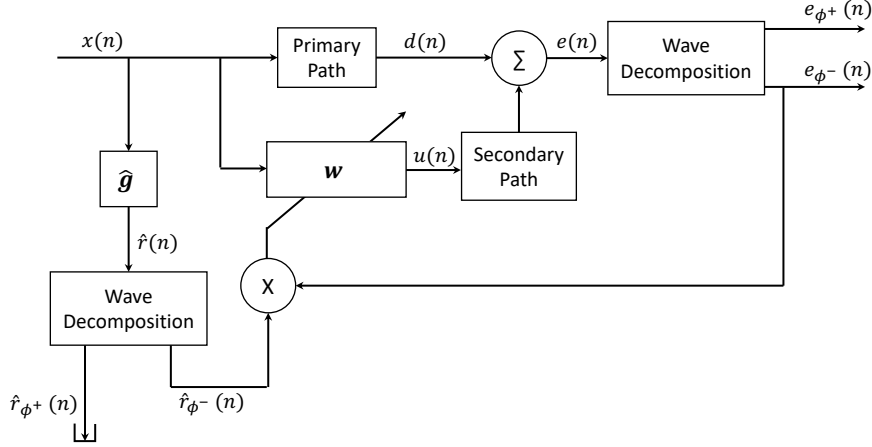 x(n)
Primary
Path
d(n)
Σ
e(n)
Wave
Decomposition
e_{ϕ^+}(n)
e_{ϕ^-}(n)
ĝ
w
u(n)
Secondary
Path
r̂(n)
Wave
Decomposition
X
r̂_{ϕ^+}(n)
r̂_{ϕ^-}(n)